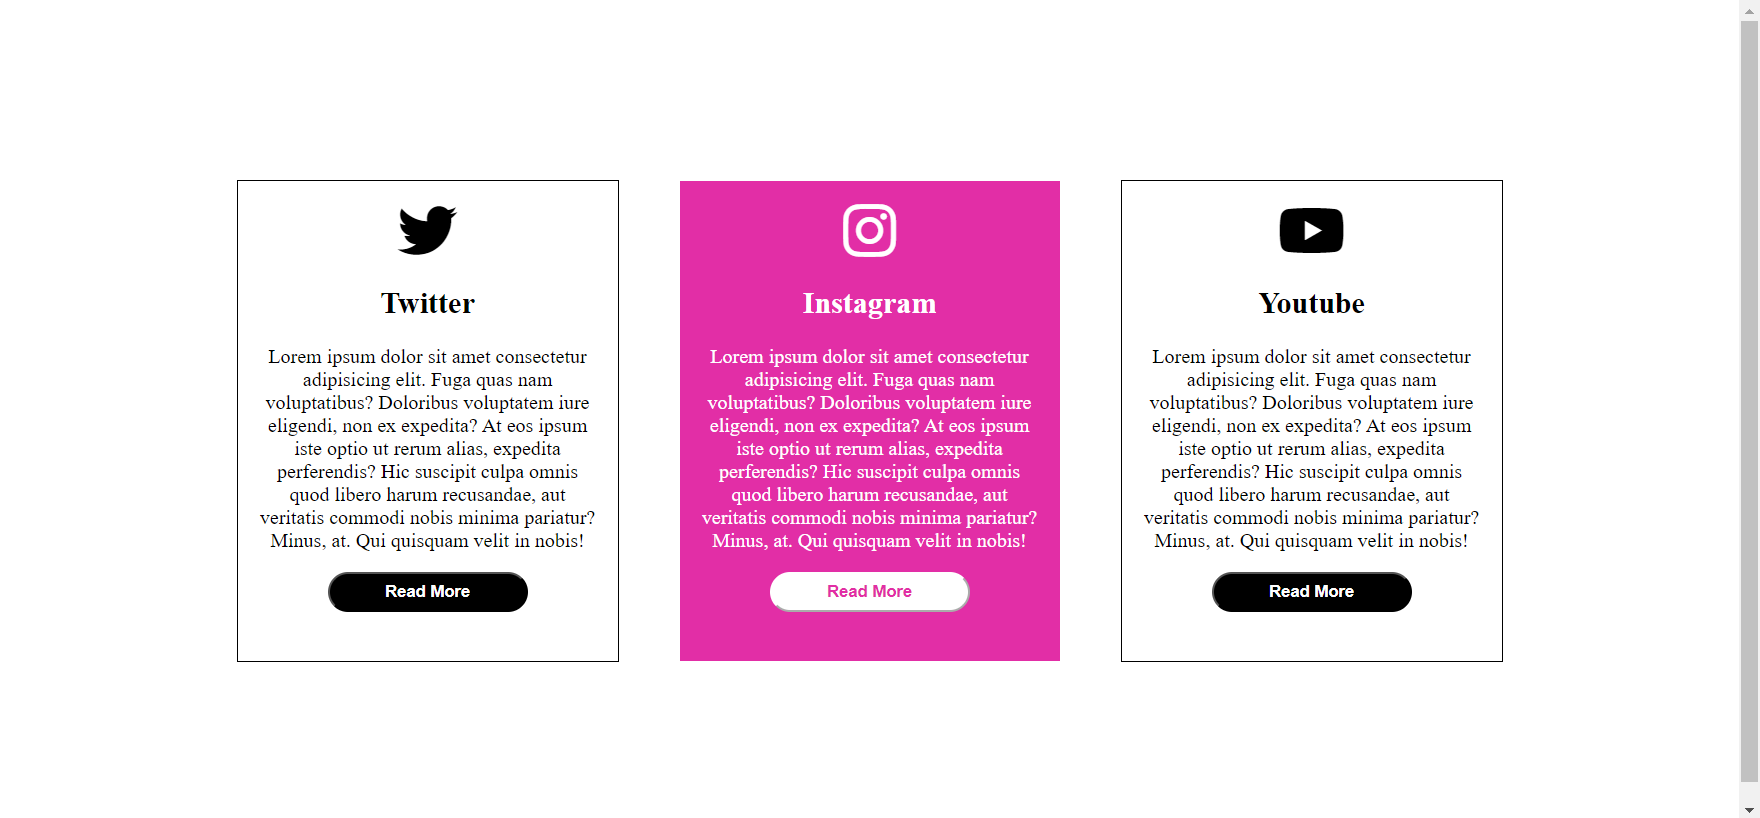 Twitter
Lorem ipsum dolor sit amet consectetur
adipisicing elit. Fuga quas nam
voluptatibus? Doloribus voluptatem iure
eligendi, non ex expedita? At eos ipsum
iste optio ut rerum alias, expedita
perferendis? Hic suscipit culpa omnis
quod libero harum recusandae, aut
veritatis commodi nobis minima pariatur?
Minus, at. Qui quisquam velit in nobis!
Read More
Instagram
Lorem ipsum dolor sit amet consectetur
adipisicing elit. Fuga quas nam
voluptatibus? Doloribus voluptatem iure
eligendi, non ex expedita? At eos ipsum
iste optio ut rerum alias, expedita
perferendis? Hic suscipit culpa omnis
quod libero harum recusandae, aut
veritatis commodi nobis minima pariatur?
Minus, at. Qui quisquam velit in nobis!
Read More
Youtube
Lorem ipsum dolor sit amet consectetur
adipisicing elit. Fuga quas nam
voluptatibus? Doloribus voluptatem iure
eligendi, non ex expedita? At eos ipsum
iste optio ut rerum alias, expedita
perferendis? Hic suscipit culpa omnis
quod libero harum recusandae, aut
veritatis commodi nobis minima pariatur?
Minus, at. Qui quisquam velit in nobis!
Read More